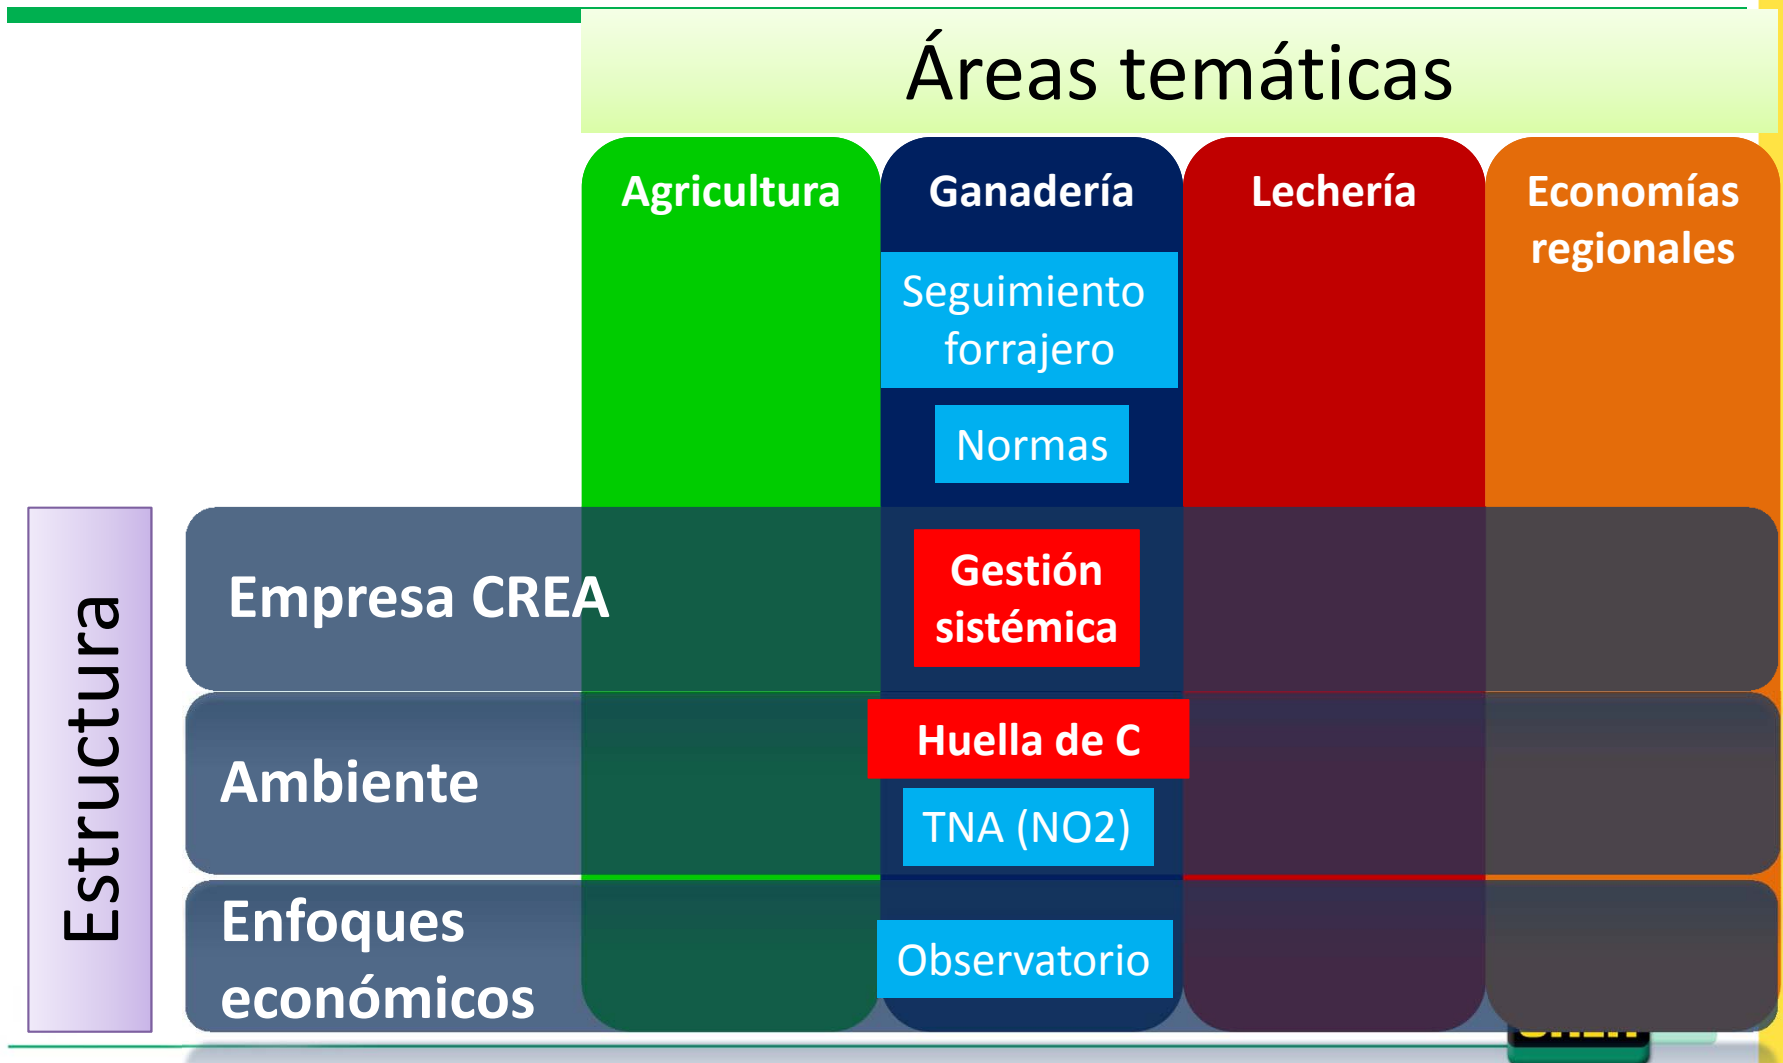 Áreas temáticas
Agricultura
Ganadería
Lechería
Economías
regionales
Seguimiento
forrajero
Normas
Estructura
Empresa CREA
Gestión
sistémica
Ambiente
Huella de C
TNA (NO2)
Enfoques
económicos
Observatorio